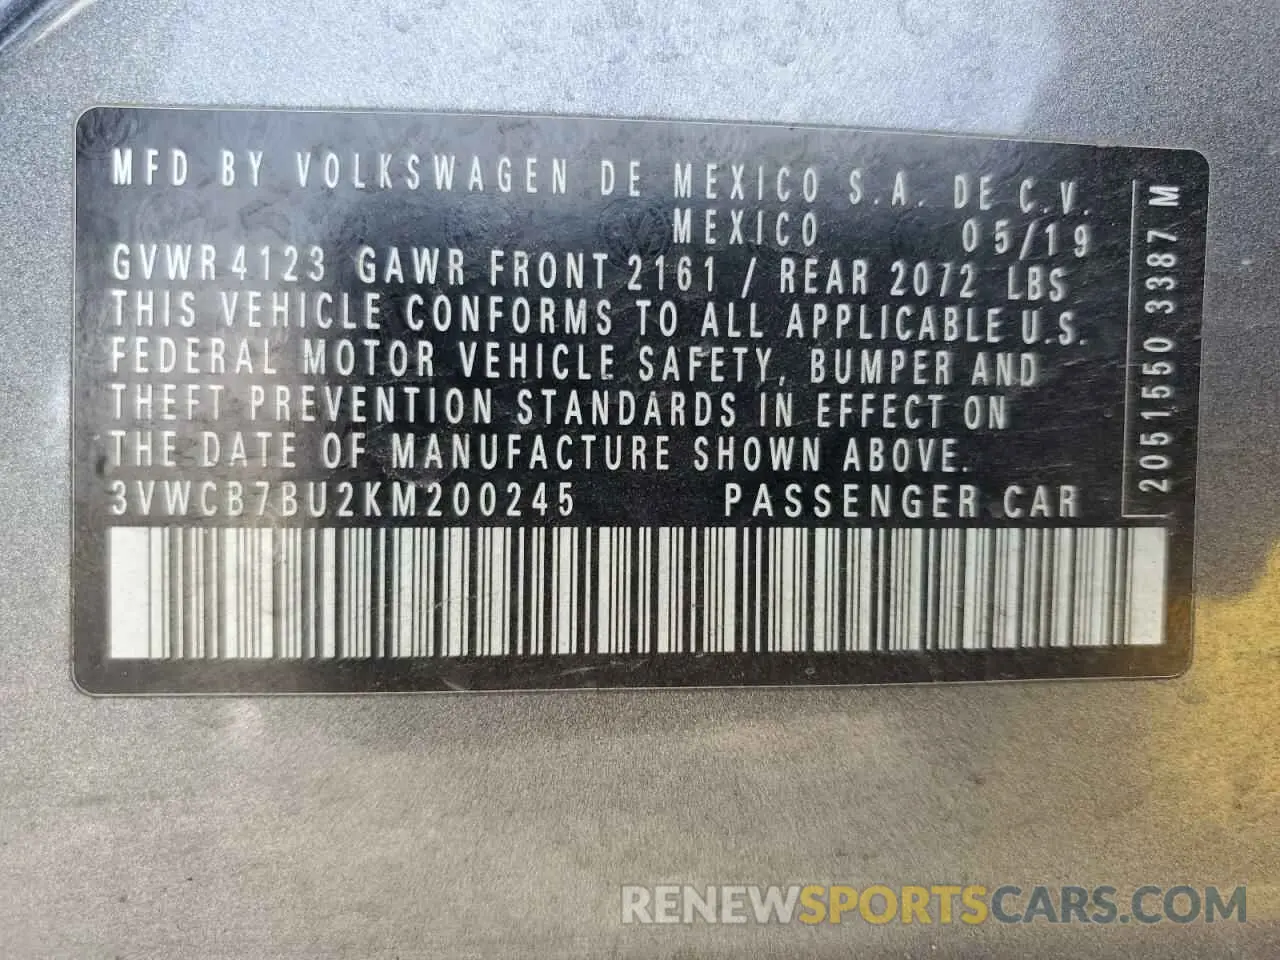 MFD BY VOLKSWAGEN DE MEXICO S.A. DE C.V.
MEXICO 05/19
GVWR 4123 GAWR FRONT 2161 / REAR 2072 LBS
THIS VEHICLE CONFORMS TO ALL APPLICABLE U.S.
FEDERAL MOTOR VEHICLE SAFETY, BUMPER AND
THEFT PREVENTION STANDARDS IN EFFECT ON
THE DATE OF MANUFACTURE SHOWN ABOVE.
3VWCB7BU2KM200245 PASSENGER CAR
2051550 3387 M
RENEWSPORTSCARS.COM